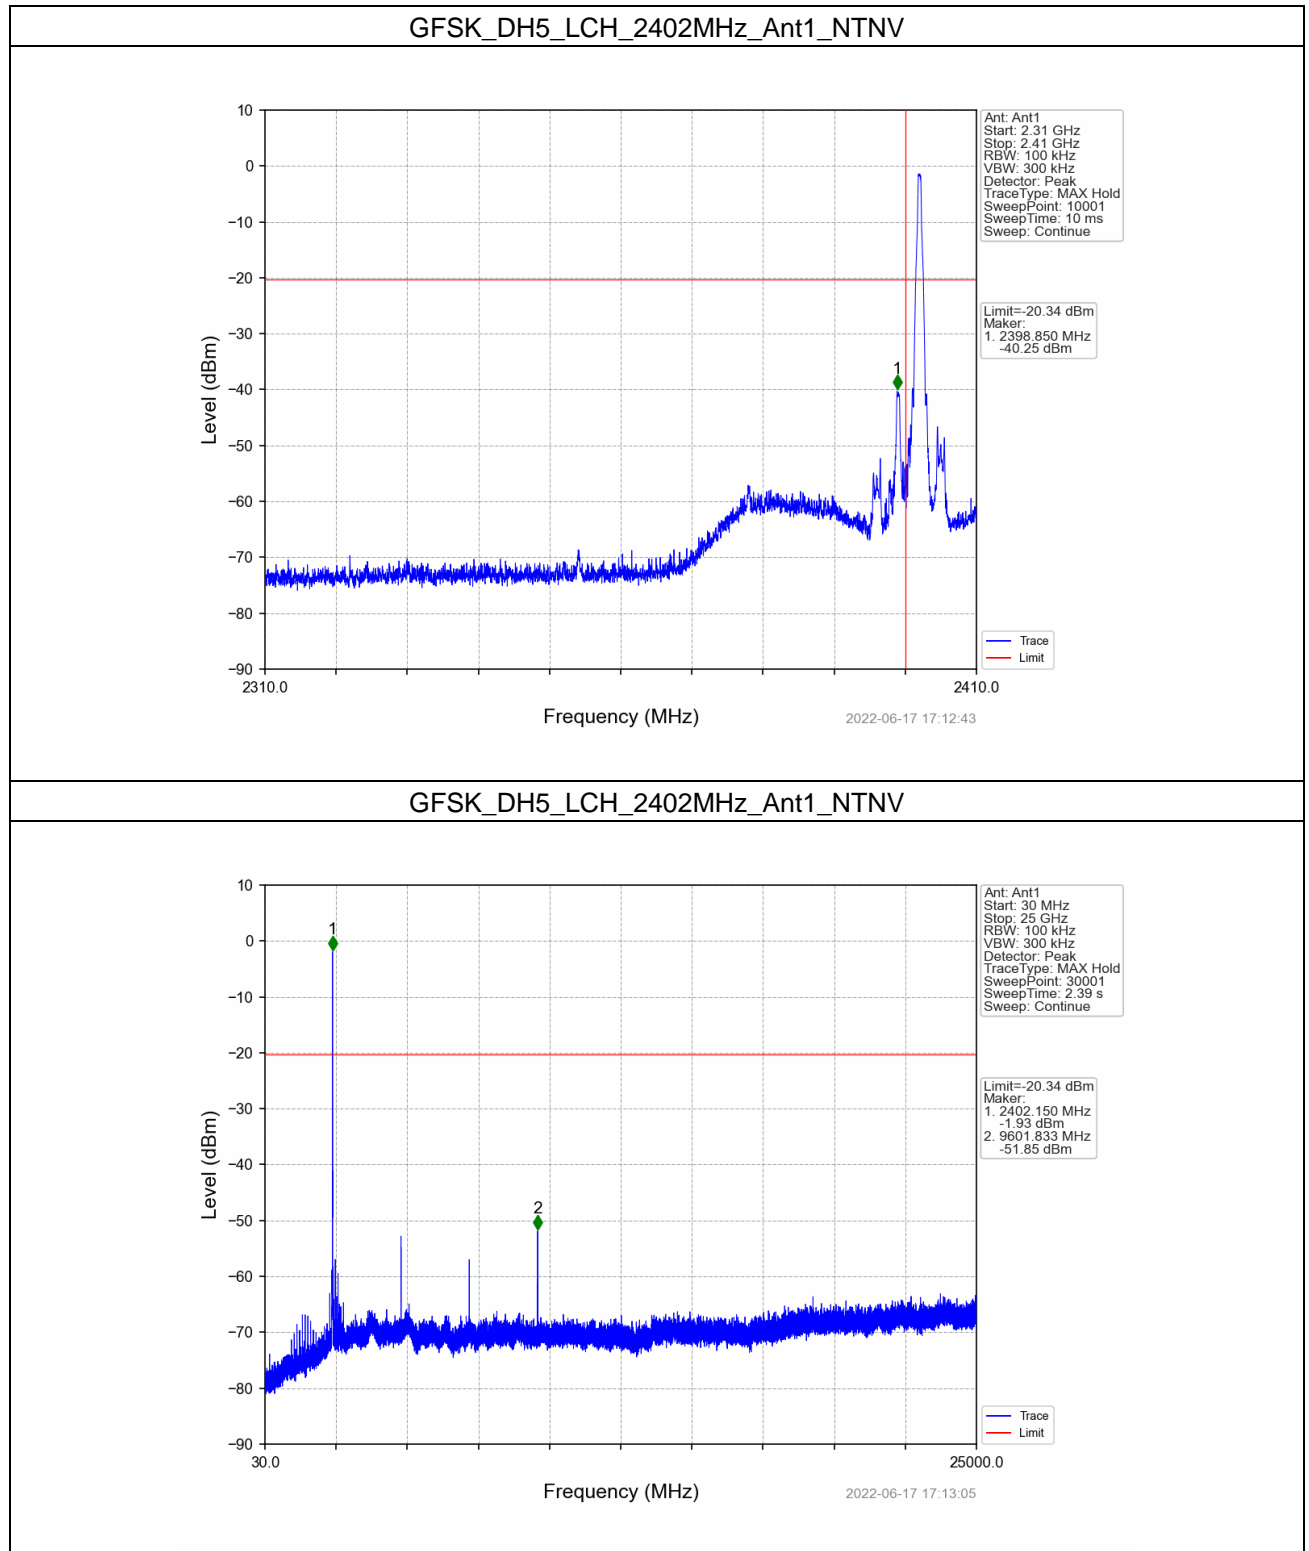 GFSK_DH5_LCH_2402MHz_Ant1_NTNV
10
0
−10
−20
−30
−40
−50
−60
−70
−80
−90
Level (dBm)
1
2310.0
2410.0
Frequency (MHz)
2022-06-17 17:12:43
Ant: Ant1
Start: 2.31 GHz
Stop: 2.41 GHz
RBW: 100 kHz
VBW: 300 kHz
Detector: Peak
TraceType: MAX Hold
SweepPoint: 10001
SweepTime: 10 ms
Sweep: Continue
Limit=-20.34 dBm
Maker:
1. 2398.850 MHz
-40.25 dBm
Trace
Limit
GFSK_DH5_LCH_2402MHz_Ant1_NTNV
10
0
−10
−20
−30
−40
−50
−60
−70
−80
−90
Level (dBm)
1
2
30.0
25000.0
Frequency (MHz)
2022-06-17 17:13:05
Ant: Ant1
Start: 30 MHz
Stop: 25 GHz
RBW: 100 kHz
VBW: 300 kHz
Detector: Peak
TraceType: MAX Hold
SweepPoint: 30001
SweepTime: 2.39 s
Sweep: Continue
Limit=-20.34 dBm
Maker:
1. 2402.150 MHz
-1.93 dBm
2. 9601.833 MHz
-51.85 dBm
Trace
Limit